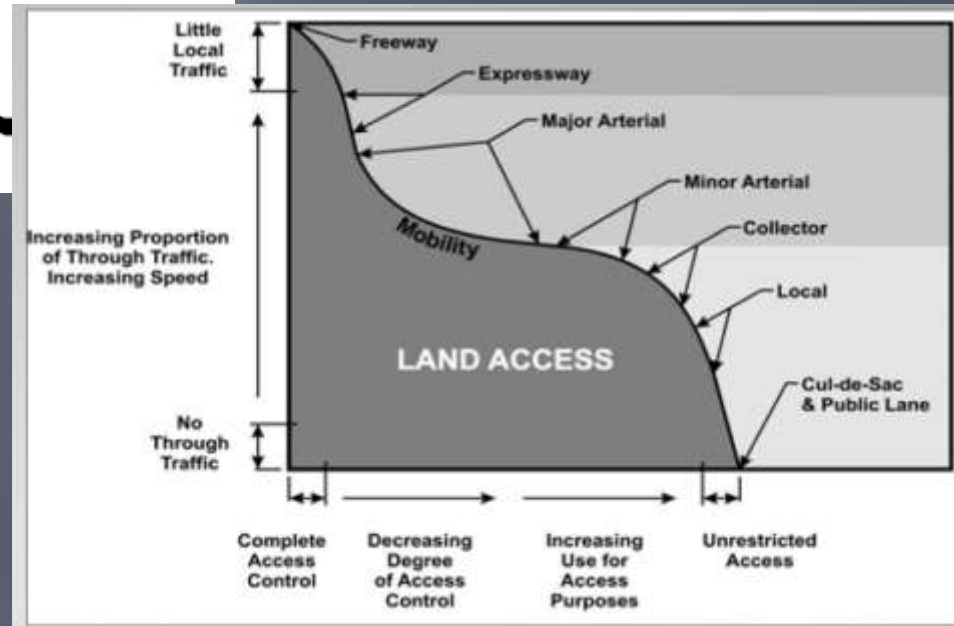 Little
Local
Traffic
Freeway
Expressway
Major Arterial
Minor Arterial
Mobility
Collector
Increasing Proportion
of Through Traffic.
Increasing Speed
Local
LAND ACCESS
Cul-de-Sac
& Public Lane
No
Through
Traffic
Complete
Access
Control
Decreasing
Degree
of Access
Control
Increasing
Use for
Access
Purposes
Unrestricted
Access